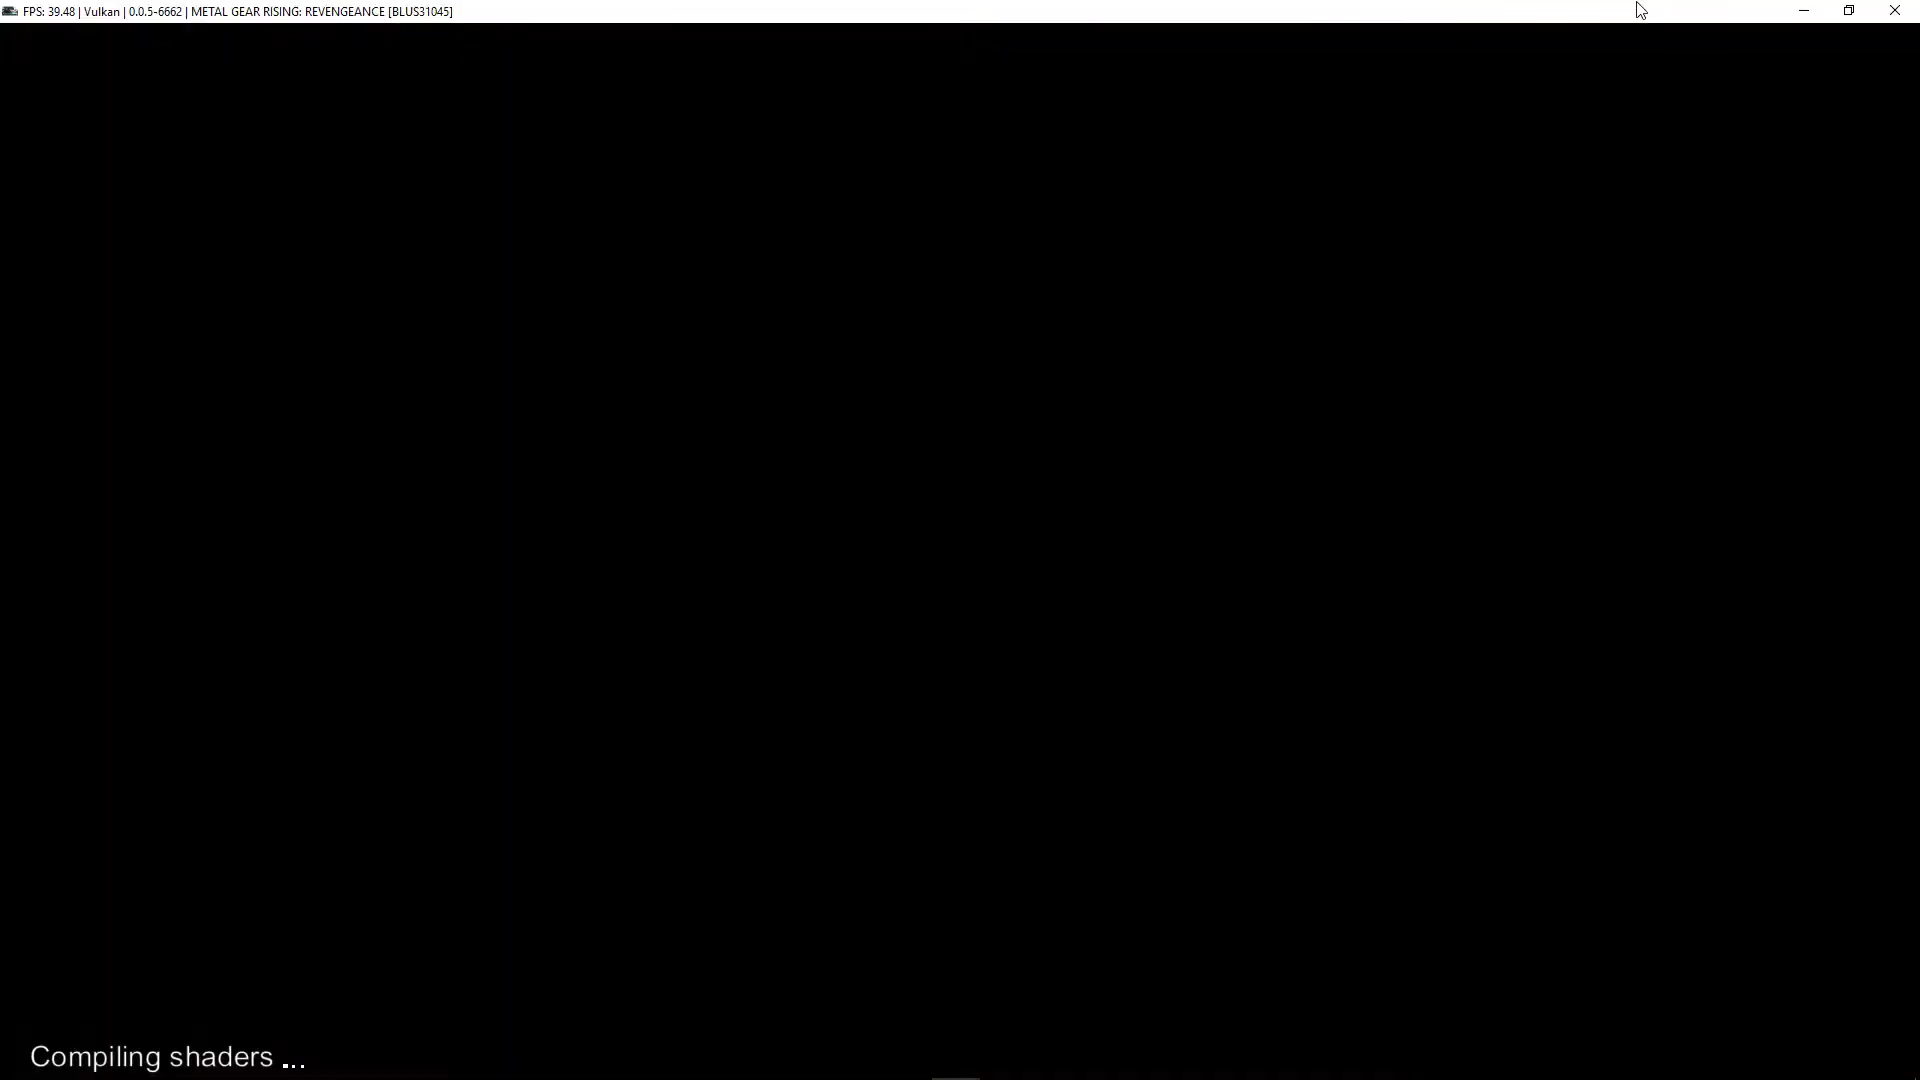 FPS: 39.48 | Vulkan | 0.0.5-6662 | METAL GEAR RISING: REVENGEANCE [BLUS31045]
Compiling shaders ...